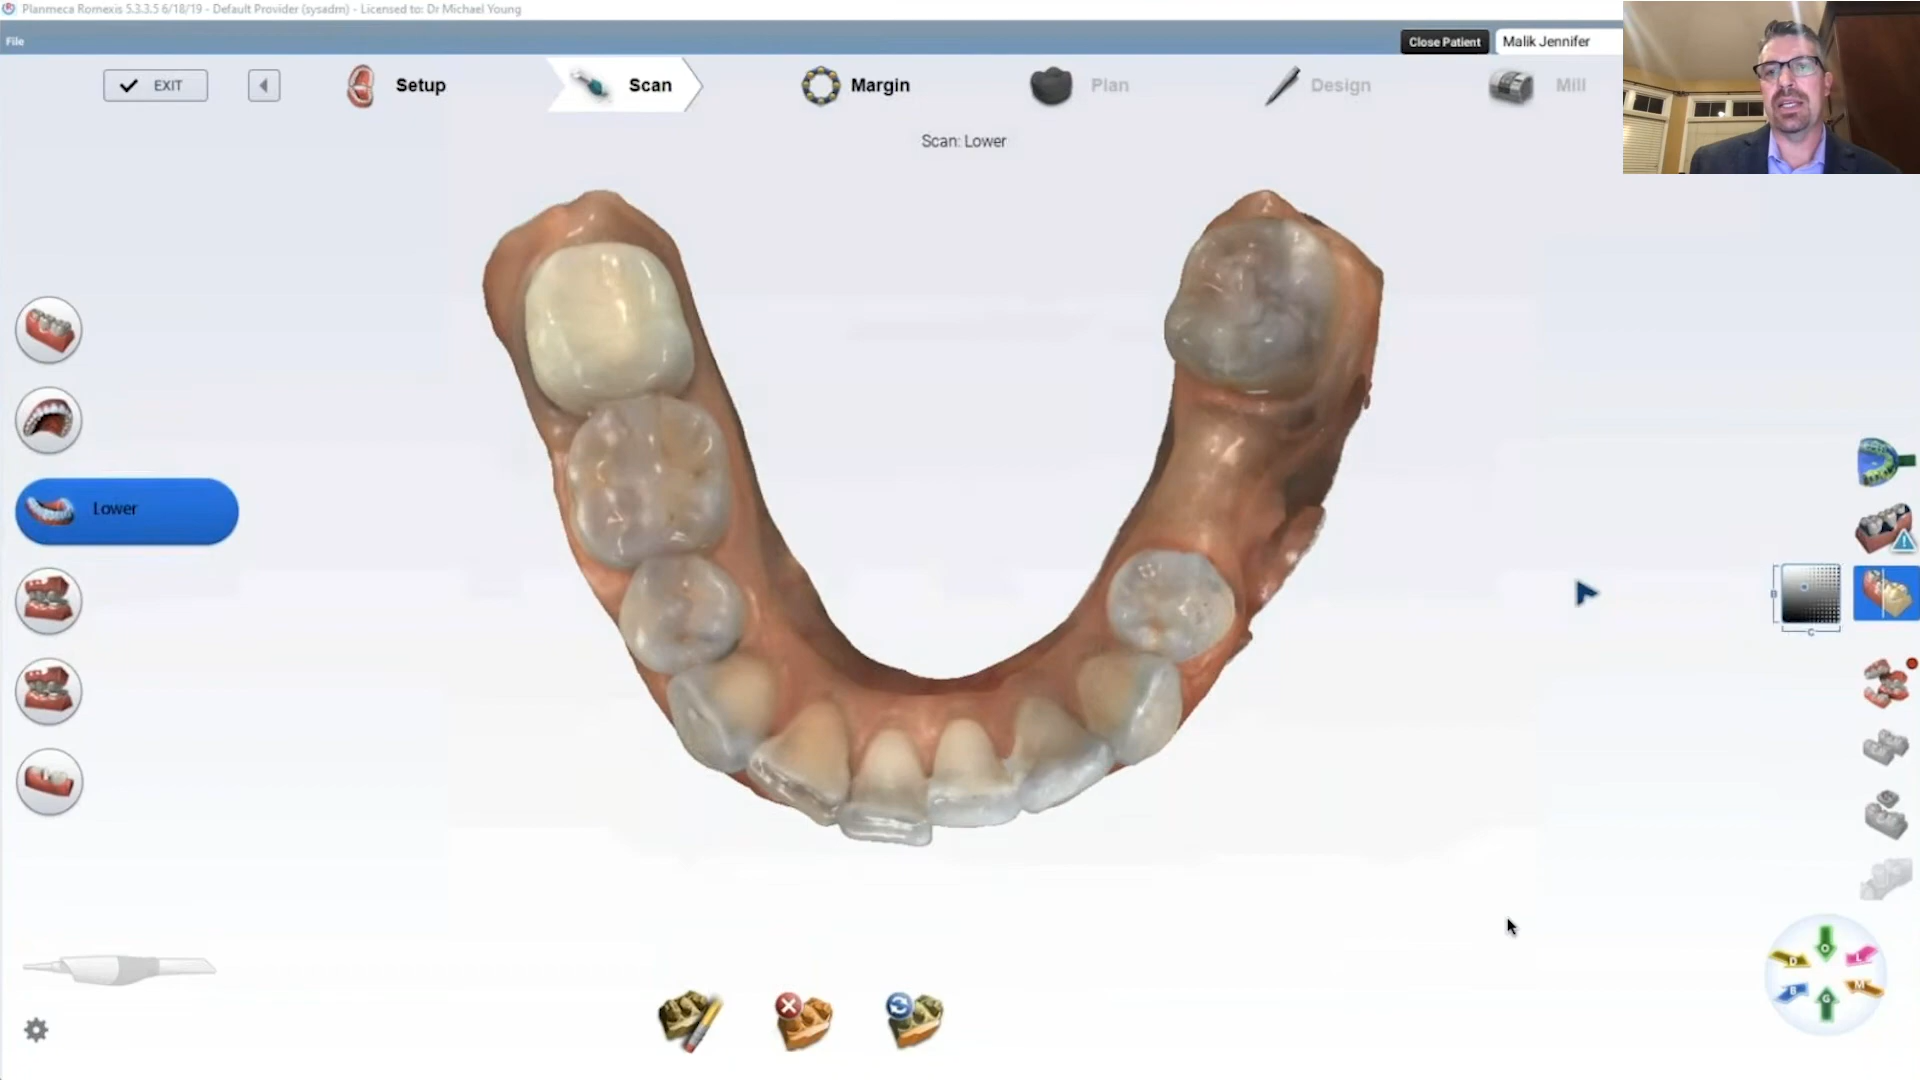 Planmeca Romexis 5.3.3.5 6/18/19 - Default Provider (sysadm) - Licensed to: Dr Michael Young
File
Close Patient
Malik Jennifer
EXIT
Setup
Scan
Margin
Plan
Design
Mill
Scan: Lower
Lower
B
C
O
D
L
B
M
G